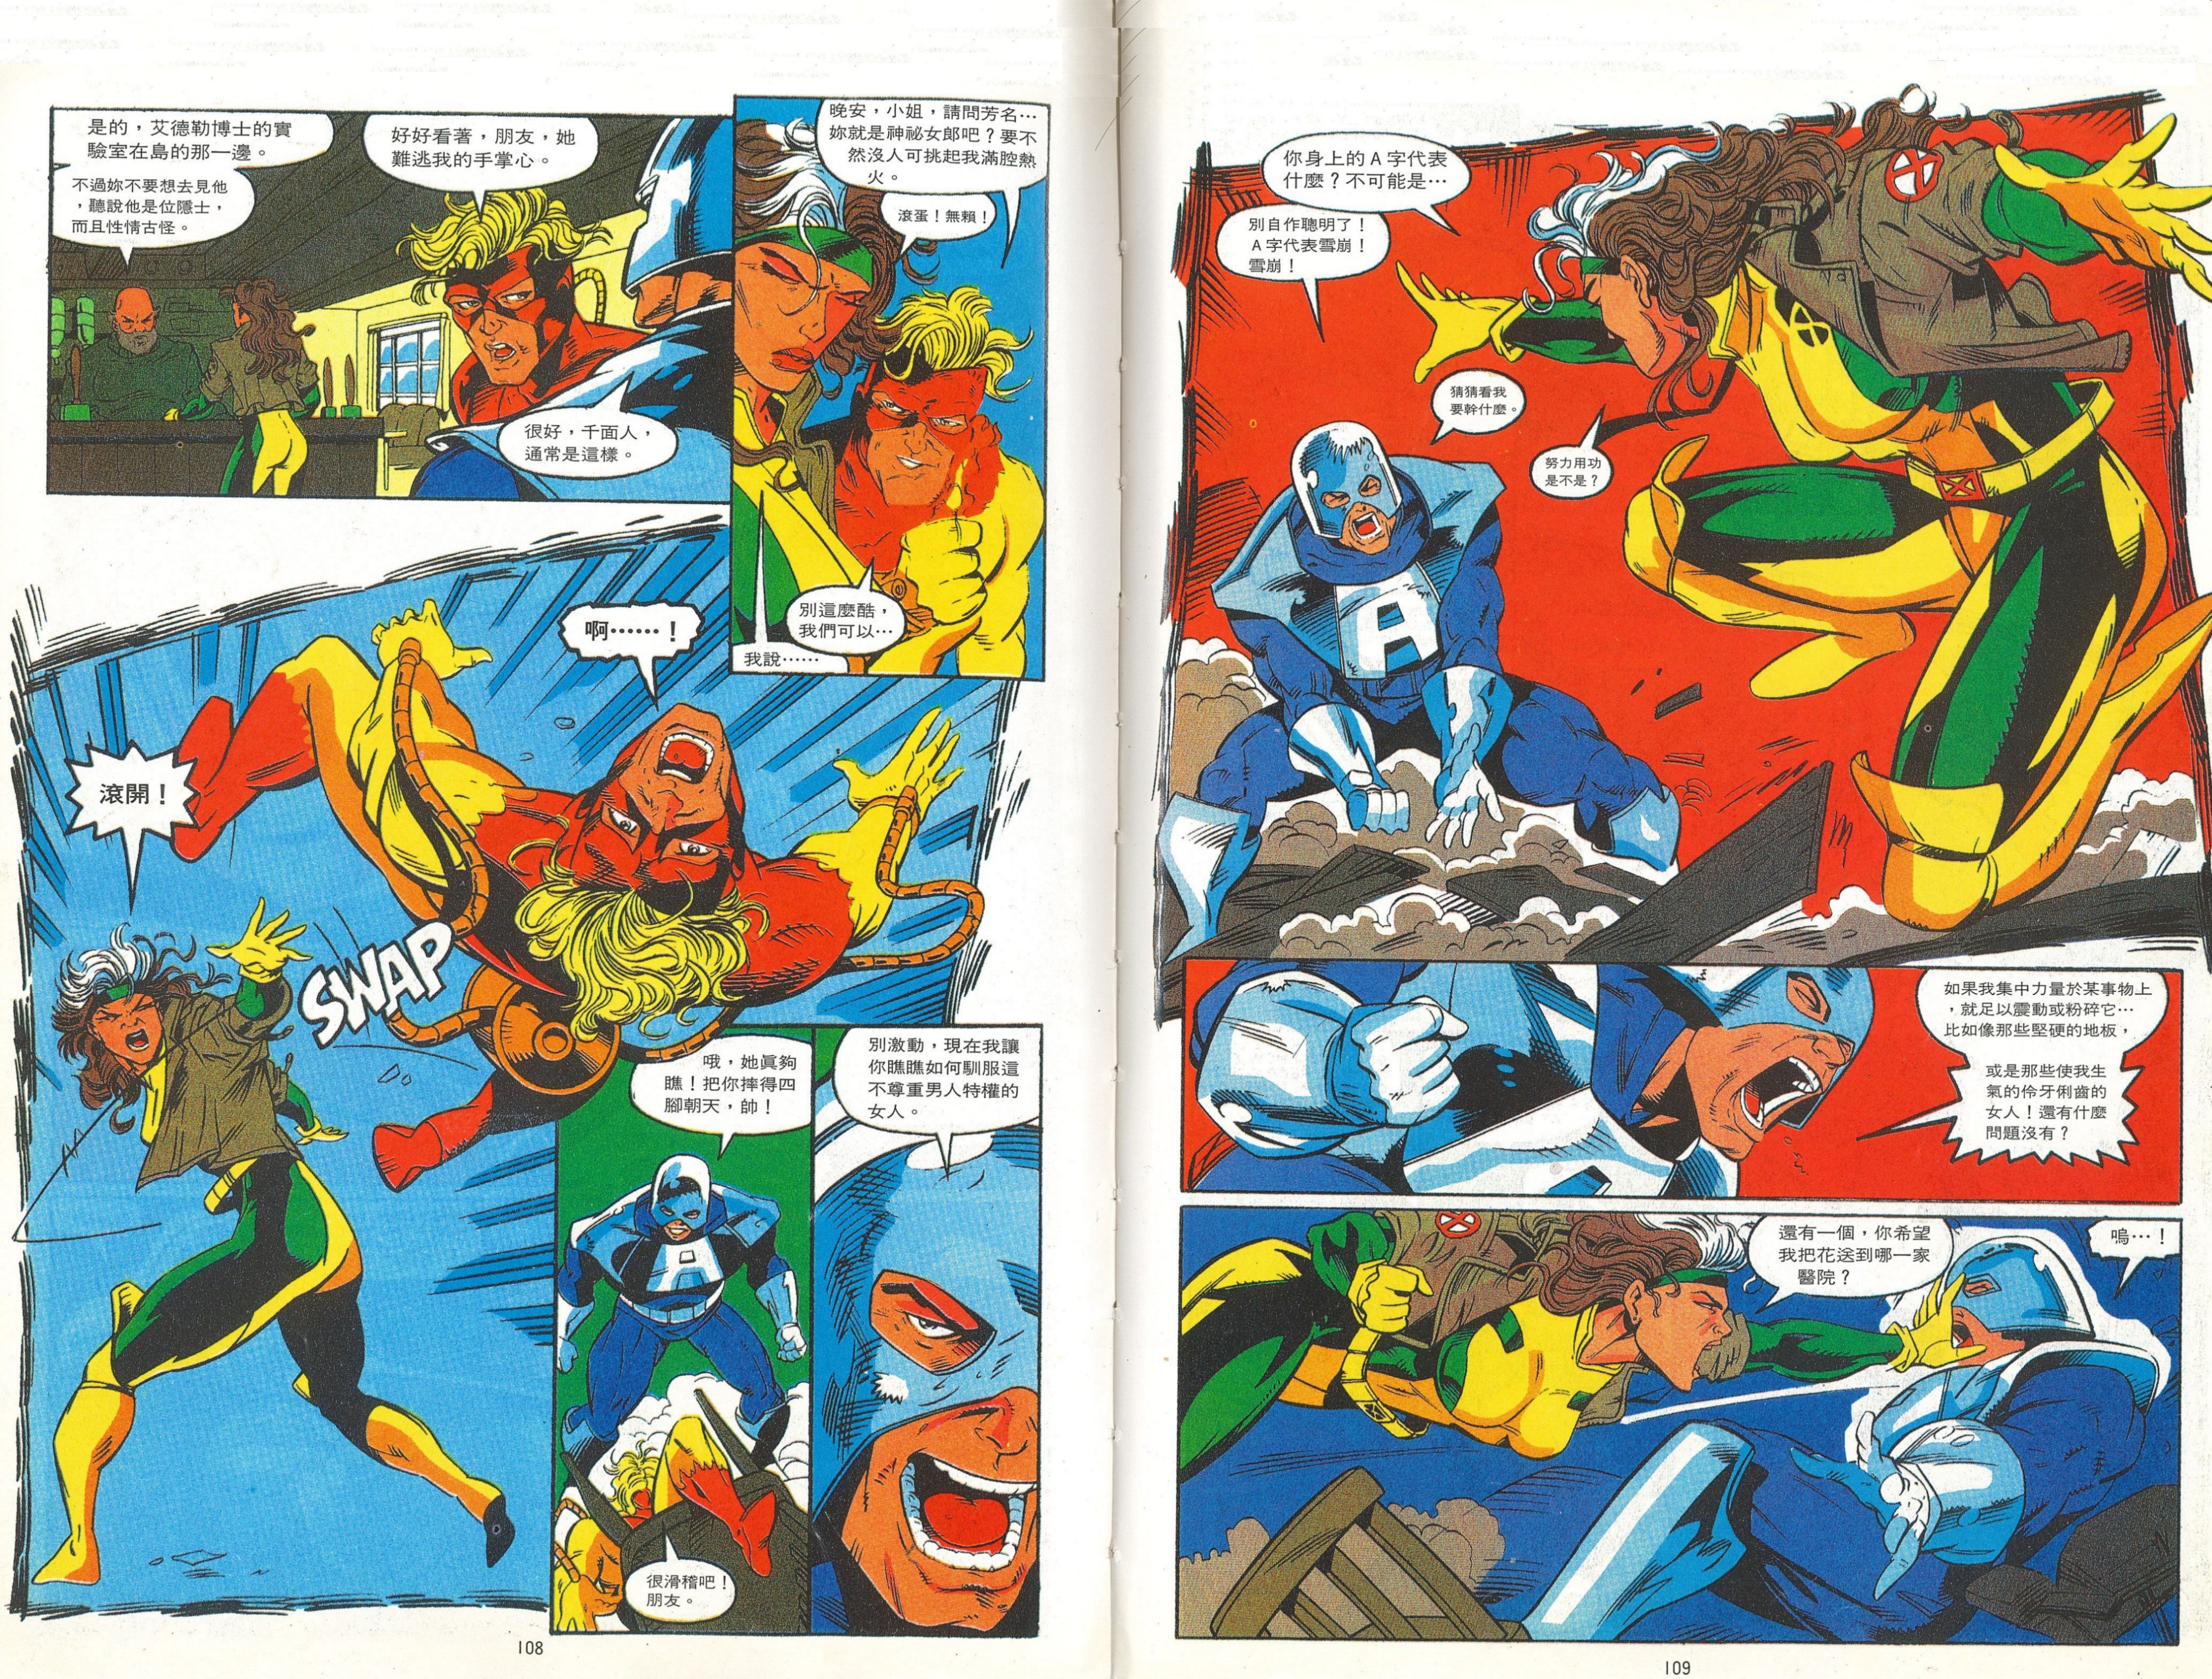 是的，艾德勒博士的實
驗室在島的那一邊。
不過妳不要想去見他
，聽說他是位隱士，
而且性情古怪。
好好看著，朋友，她
難逃我的手掌心。
很好，千面人，
通常是這樣。
晚安，小姐，請問芳名…
妳就是神祕女郎吧？要不
然沒人可挑起我滿腔熱
火。
滾蛋！無賴！
別這麼酷，
我們可以…
我說……
啊……！
滾開！
SWAP
哦，她眞夠
瞧！把你摔得四
腳朝天，帥！
A
很滑稽吧！
朋友。
別激動，現在我讓
你瞧瞧如何馴服這
不尊重男人特權的
女人。
108
你身上的A字代表
什麼？不可能是…
別自作聰明了！
A字代表雪崩！
雪崩！
猜猜看我
要幹什麼。
努力用功
是不是？
A
如果我集中力量於某事物上
，就足以震動或粉碎它…
比如像那些堅硬的地板，
或是那些使我生
氣的伶牙俐齒的
女人！還有什麼
問題沒有？
還有一個，你希望
我把花送到哪一家
醫院？
嗚…！
109